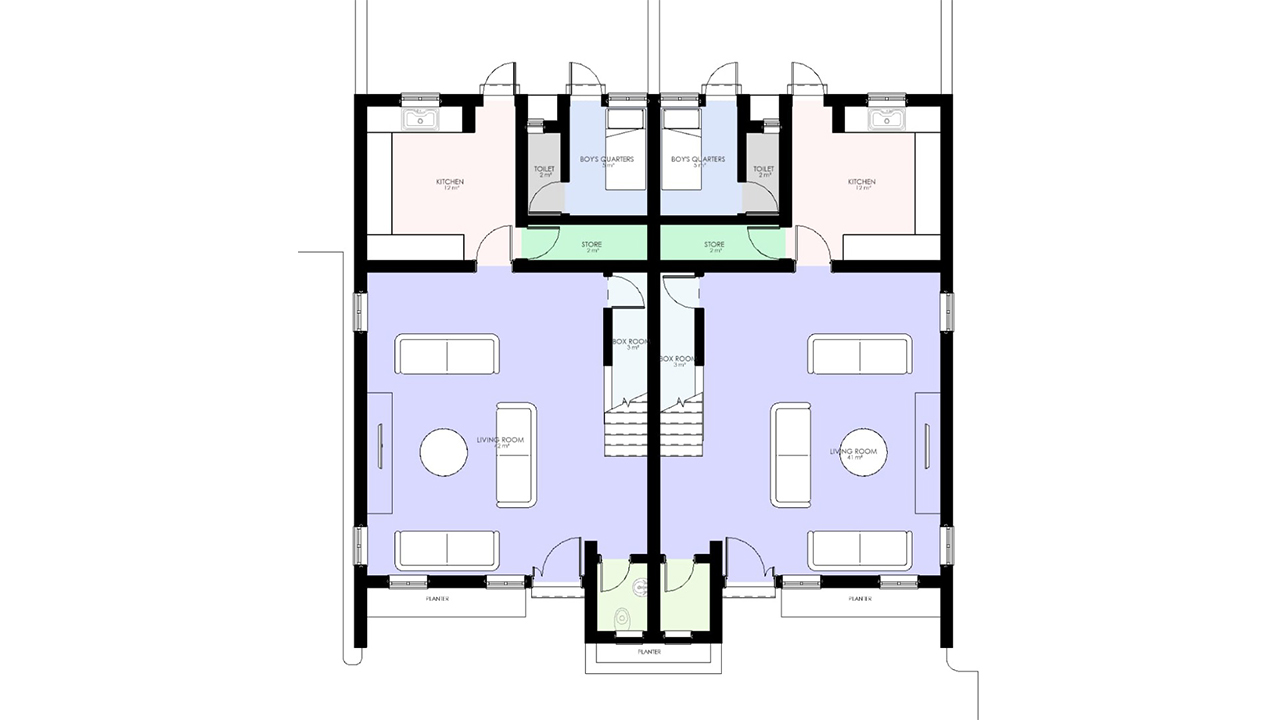 BOY'S QUARTERS
5 m²
BOY'S QUARTERS
5 m²
TOILET
2 m²
TOILET
2 m²
KITCHEN
12 m²
KITCHEN
12 m²
STORE
2 m²
STORE
2 m²
BOX ROOM
3 m²
BOX ROOM
3 m²
LIVING ROOM
42 m²
LIVING ROOM
41 m²
PLANTER
PLANTER
PLANTER